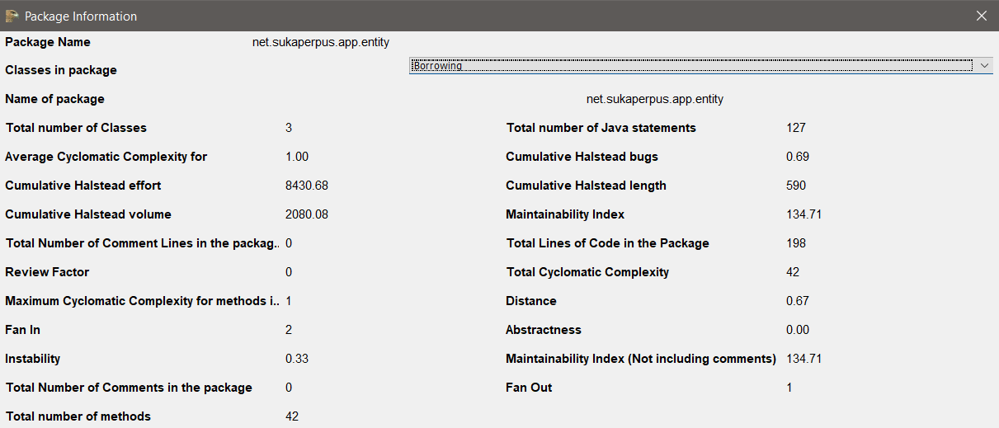 Package Information
Package Name net.sukaperpus.app.entity
Classes in package Borrowing
Name of package net.sukaperpus.app.entity
Total number of Classes 3 Total number of Java statements 127
Average Cyclomatic Complexity for 1.00 Cumulative Halstead bugs 0.69
Cumulative Halstead effort 8430.68 Cumulative Halstead length 590
Cumulative Halstead volume 2080.08 Maintainability Index 134.71
Total Number of Comment Lines in the packag.. 0 Total Lines of Code in the Package 198
Review Factor 0 Total Cyclomatic Complexity 42
Maximum Cyclomatic Complexity for methods i.. 1 Distance 0.67
Fan In 2 Abstractness 0.00
Instability 0.33 Maintainability Index (Not including comments) 134.71
Total Number of Comments in the package 0 Fan Out 1
Total number of methods 42